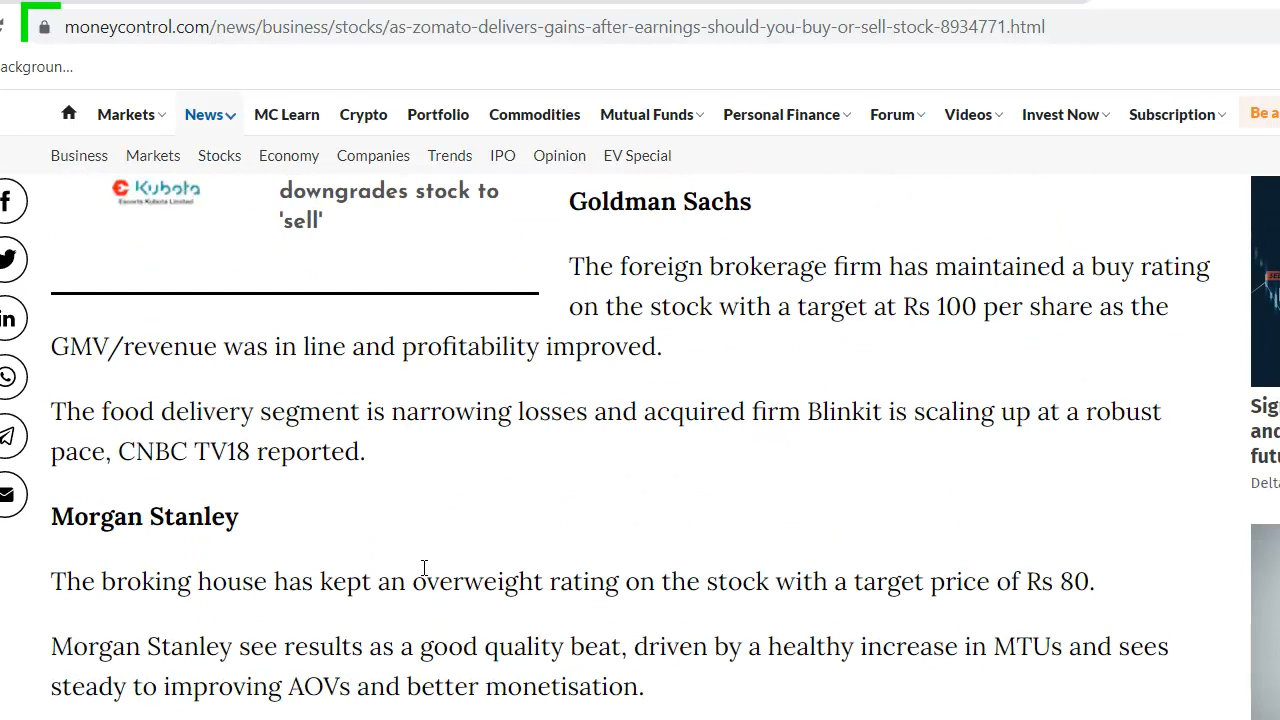 moneycontrol.com/news/business/stocks/as-zomato-delivers-gains-after-earnings-should-you-buy-or-sell-stock-8934771.html
ackgroun...
Markets News MC Learn Crypto Portfolio Commodities Mutual Funds Personal Finance Forum Videos Invest Now Subscription Be a
Business Markets Stocks Economy Companies Trends IPO Opinion EV Special
Kubota
Escorts Kubota Limited
downgrades stock to
'sell'
Goldman Sachs
The foreign brokerage firm has maintained a buy rating
on the stock with a target at Rs 100 per share as the
GMV/revenue was in line and profitability improved.
The food delivery segment is narrowing losses and acquired firm Blinkit is scaling up at a robust
pace, CNBC TV18 reported.
Morgan Stanley
The broking house has kept an overweight rating on the stock with a target price of Rs 80.
Morgan Stanley see results as a good quality beat, driven by a healthy increase in MTUs and sees
steady to improving AOVs and better monetisation.
Sig
and
futu
Delta